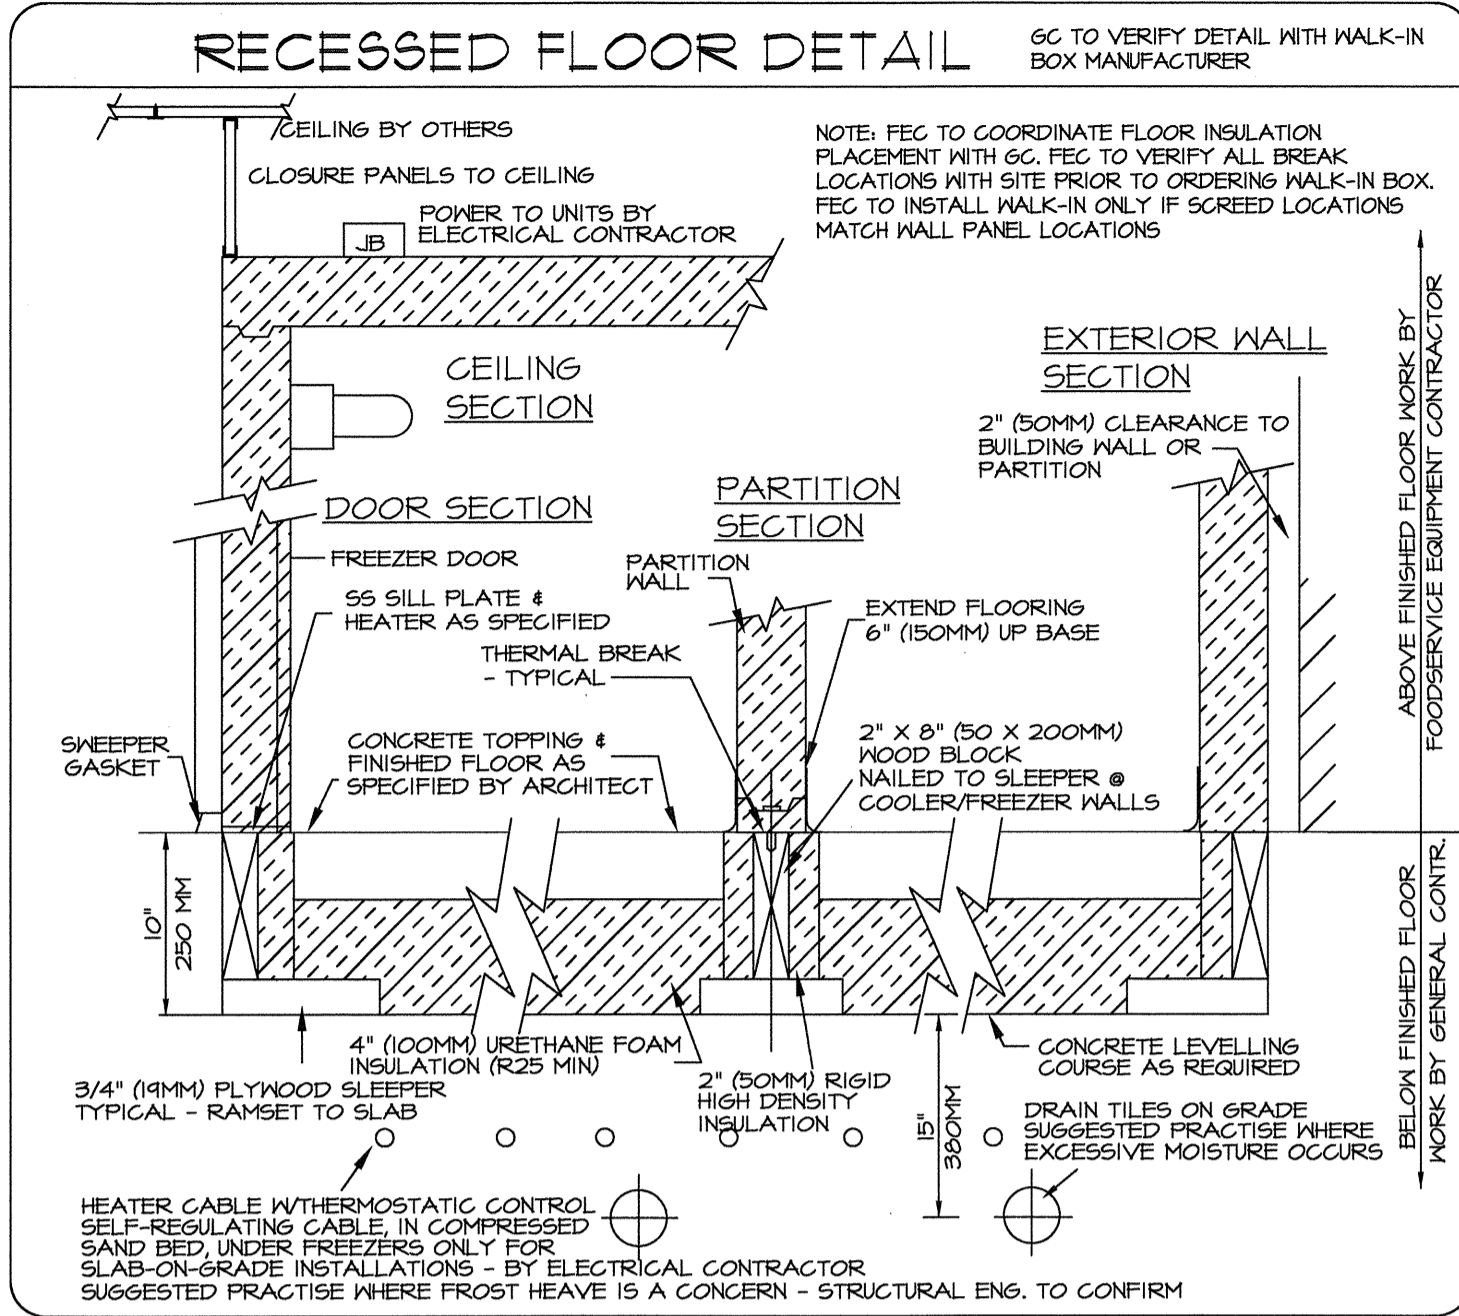 RECESSED FLOOR DETAIL
GC TO VERIFY DETAIL WITH WALK-IN
BOX MANUFACTURER
CEILING BY OTHERS
CLOSURE PANELS TO CEILING
NOTE: FEC TO COORDINATE FLOOR INSULATION
PLACEMENT WITH GC. FEC TO VERIFY ALL BREAK
LOCATIONS WITH SITE PRIOR TO ORDERING WALK-IN BOX.
FEC TO INSTALL WALK-IN ONLY IF SCREED LOCATIONS
MATCH WALL PANEL LOCATIONS
POWER TO UNITS BY
ELECTRICAL CONTRACTOR
JB
CEILING
SECTION
EXTERIOR WALL
SECTION
2" (50MM) CLEARANCE TO
BUILDING WALL OR
PARTITION
ABOVE FINISHED FLOOR WORK BY
FOODSERVICE EQUIPMENT CONTRACTOR
DOOR SECTION
PARTITION
SECTION
FREEZER DOOR
PARTITION
WALL
SS SILL PLATE &
HEATER AS SPECIFIED
EXTEND FLOORING
6" (150MM) UP BASE
THERMAL BREAK
- TYPICAL
SWEEPER
GASKET
CONCRETE TOPPING &
FINISHED FLOOR AS
SPECIFIED BY ARCHITECT
2" X 8" (50 X 200MM)
WOOD BLOCK
NAILED TO SLEEPER @
COOLER/FREEZER WALLS
10"
250 MM
BELOW FINISHED FLOOR
WORK BY GENERAL CONTR.
4" (100MM) URETHANE FOAM
INSULATION (R25 MIN)
3/4" (19MM) PLYWOOD SLEEPER
TYPICAL - RAMSET TO SLAB
2" (50MM) RIGID
HIGH DENSITY
INSULATION
15"
380MM
CONCRETE LEVELLING
COURSE AS REQUIRED
DRAIN TILES ON GRADE
SUGGESTED PRACTISE WHERE
EXCESSIVE MOISTURE OCCURS
HEATER CABLE W/THERMOSTATIC CONTROL
SELF-REGULATING CABLE, IN COMPRESSED
SAND BED, UNDER FREEZERS ONLY FOR
SLAB-ON-GRADE INSTALLATIONS - BY ELECTRICAL CONTRACTOR
SUGGESTED PRACTISE WHERE FROST HEAVE IS A CONCERN - STRUCTURAL ENG. TO CONFIRM